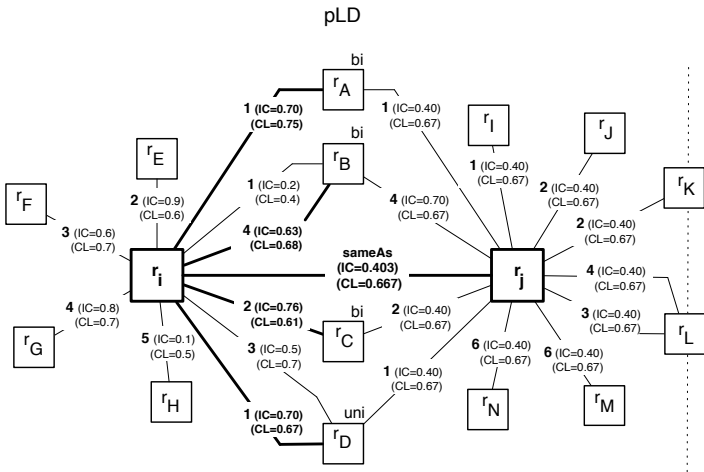 pLD
bi
rA
1 (IC=0.70)
(CL=0.75)
1 (IC=0.40)
(CL=0.67)
rI
rJ
bi
rE
rB
1 (IC=0.2)
(CL=0.4)
1 (IC=0.40)
(CL=0.67)
2 (IC=0.40)
(CL=0.67)
rK
rF
2 (IC=0.9)
(CL=0.6)
4 (IC=0.70)
(CL=0.67)
2 (IC=0.40)
(CL=0.67)
3 (IC=0.6)
(CL=0.7)
4 (IC=0.63)
(CL=0.68)
ri
sameAs
(IC=0.403)
(CL=0.667)
rj
4 (IC=0.40)
(CL=0.67)
4 (IC=0.8)
(CL=0.7)
2 (IC=0.76)
(CL=0.61)
bi
rC
2 (IC=0.40)
(CL=0.67)
3 (IC=0.40)
(CL=0.67)
rL
rG
5 (IC=0.1)
(CL=0.5)
3 (IC=0.5)
(CL=0.7)
6 (IC=0.40)
(CL=0.67)
6 (IC=0.40)
(CL=0.67)
1 (IC=0.40)
(CL=0.67)
rH
1 (IC=0.70)
(CL=0.67)
uni
rD
rN
rM